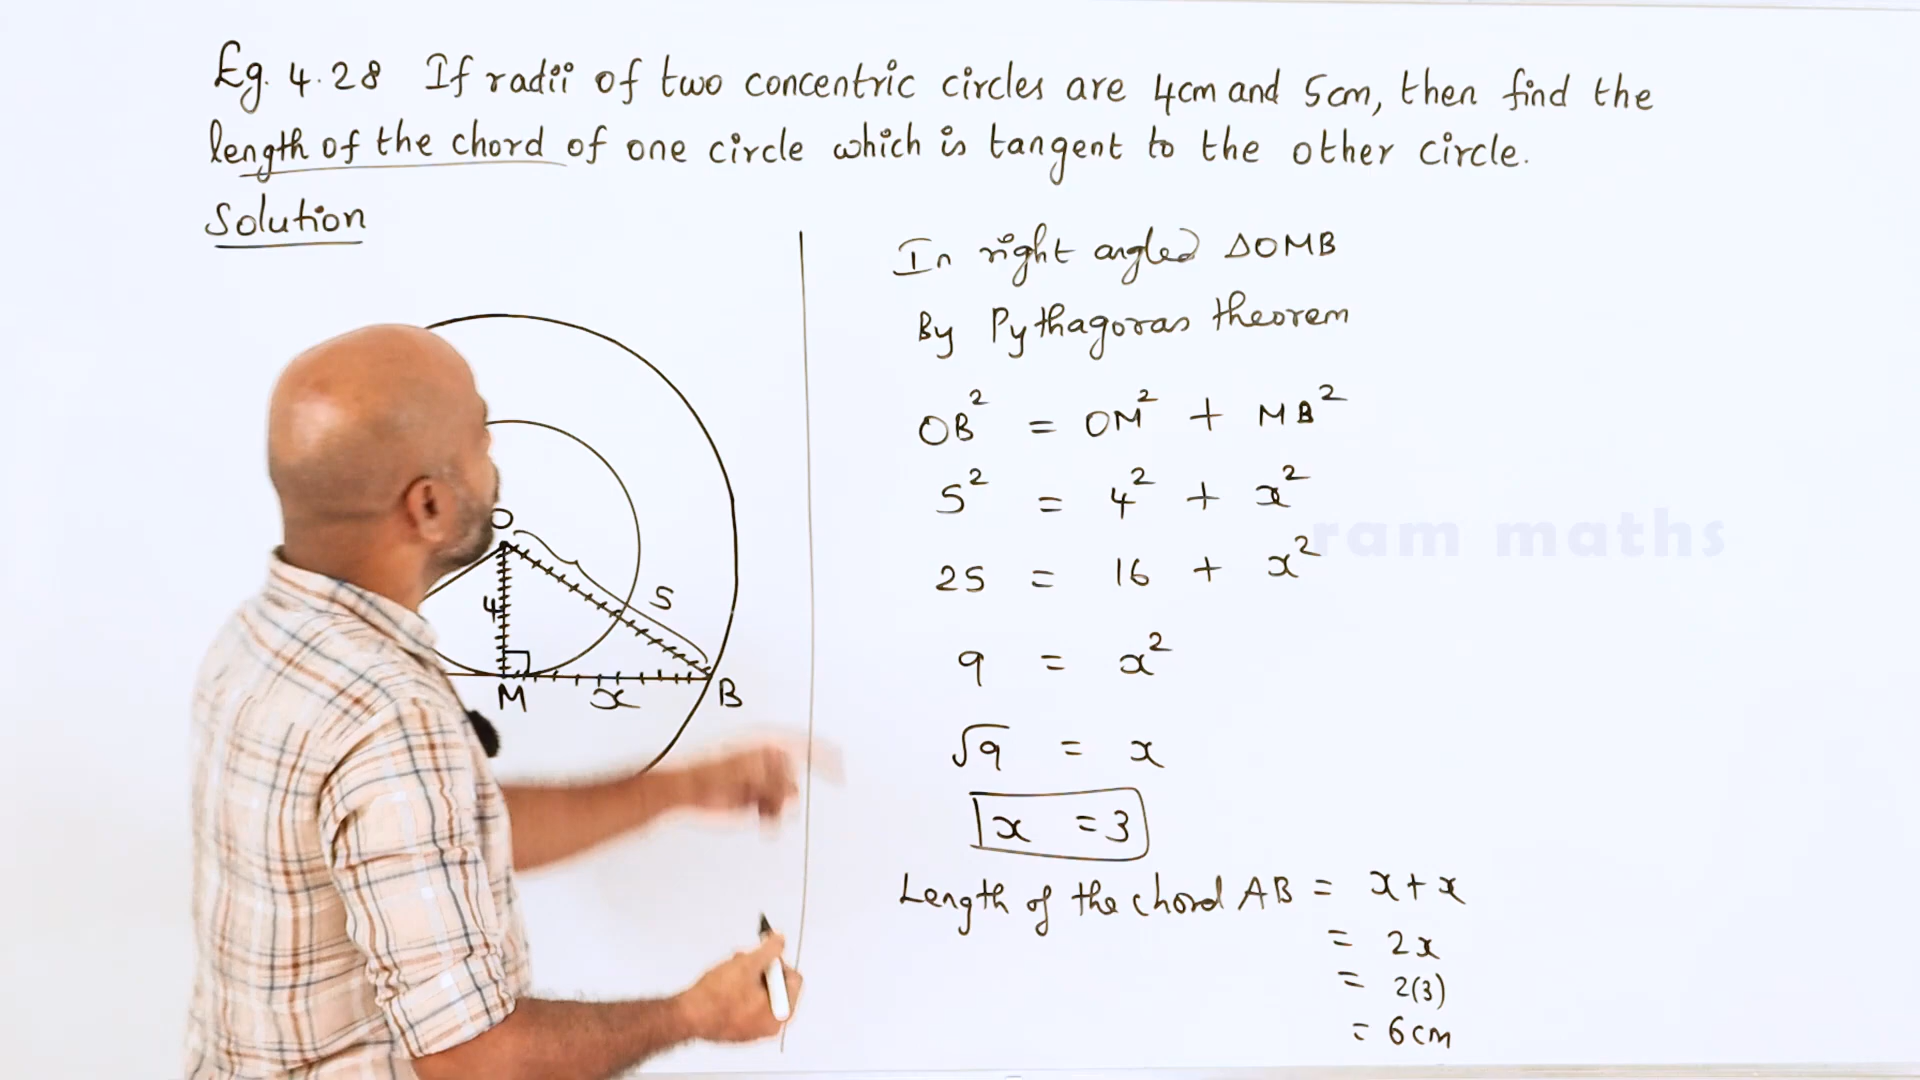 Eg. 4.28 If radii of two concentric circles are 4cm and 5cm, then find the
length of the chord of one circle which is tangent to the other circle.
Solution
O
4
5
M
x
B
In right angled ΔOMB
By Pythagoras theorem
OB² = OM² + MB²
5² = 4² + x²
25 = 16 + x²
9 = x²
√9 = x
x = 3
Length of the chord AB = x + x
= 2x
= 2(3)
= 6cm
ram maths